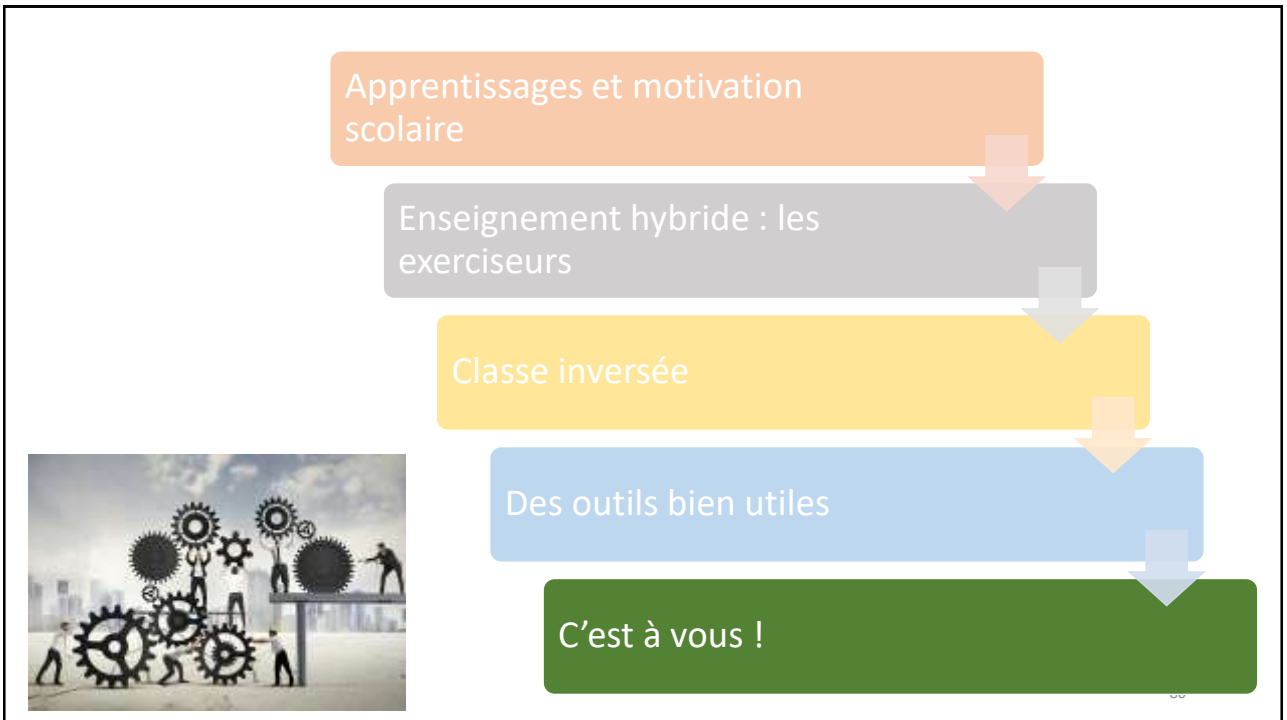 Apprentissages et motivation
scolaire
Enseignement hybride : les
exerciseurs
Classe inversée
Des outils bien utiles
C’est à vous !